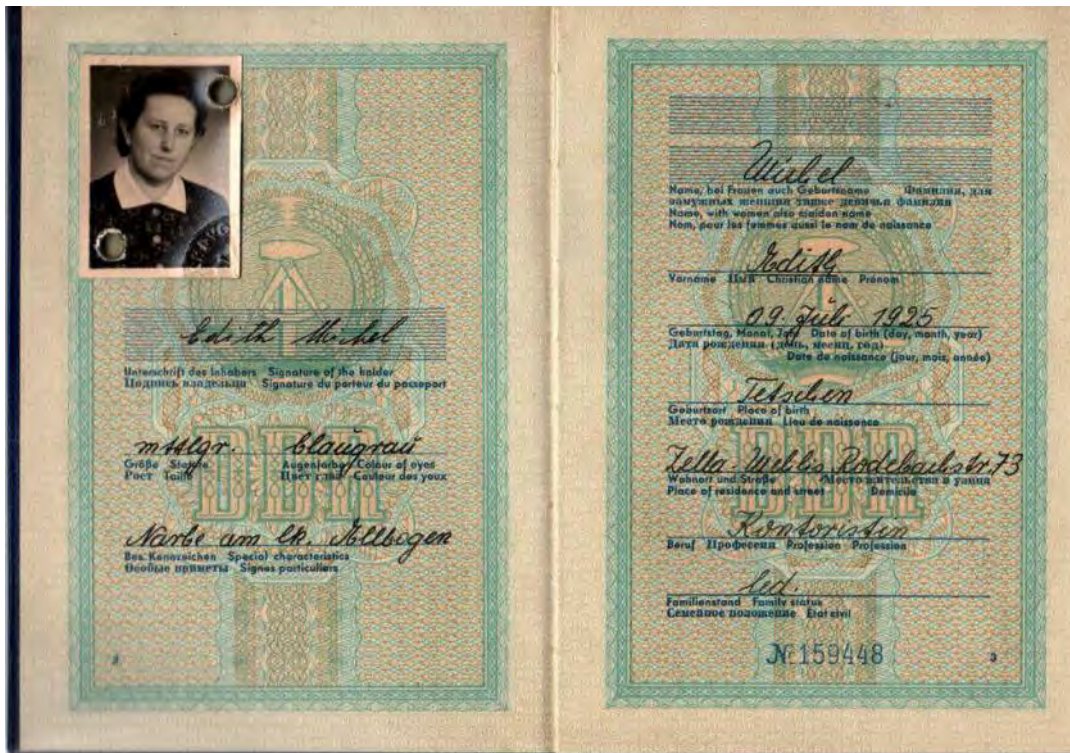 Edith Michel
Unterschrift des Inhabers Signature of the holder
Подпись владельца Signature du porteur du passeport
mttlgr. blaugrau
Größe Stature Augenfarbe Colour of eyes
Рост Taille Цвет глаз Couleur des yeux
DDR
Narbe am lk. Ellbogen
Bes. Kennzeichen Special characteristics
Особые приметы Signes particuliers
Michel
Name, bei Frauen auch Geburtsname Фамилия, для
замужных женщин также девичья фамилия
Name, with women also maiden name
Nom, pour les femmes aussi le nom de naissance
Edith
Vorname Имя Christian name Prénom
09. Juli 1925
Geburtstag, Monat, Jahr Date of birth (day, month, year)
Дата рождения (день, месяц, год)
Date de naissance (jour, mois, année)
Tetschen
Geburtsort Place of birth
Место рождения Lieu de naissance
DDR
Zella-Mehlis Rodebachstr. 73
Wohnort und Straße Место жительства и улица
Place of residence and street Domicile
Kontoristin
Beruf Профессия Profession Profession
led.
Familienstand Family status
Семейное положение État civil
№ 159448
3